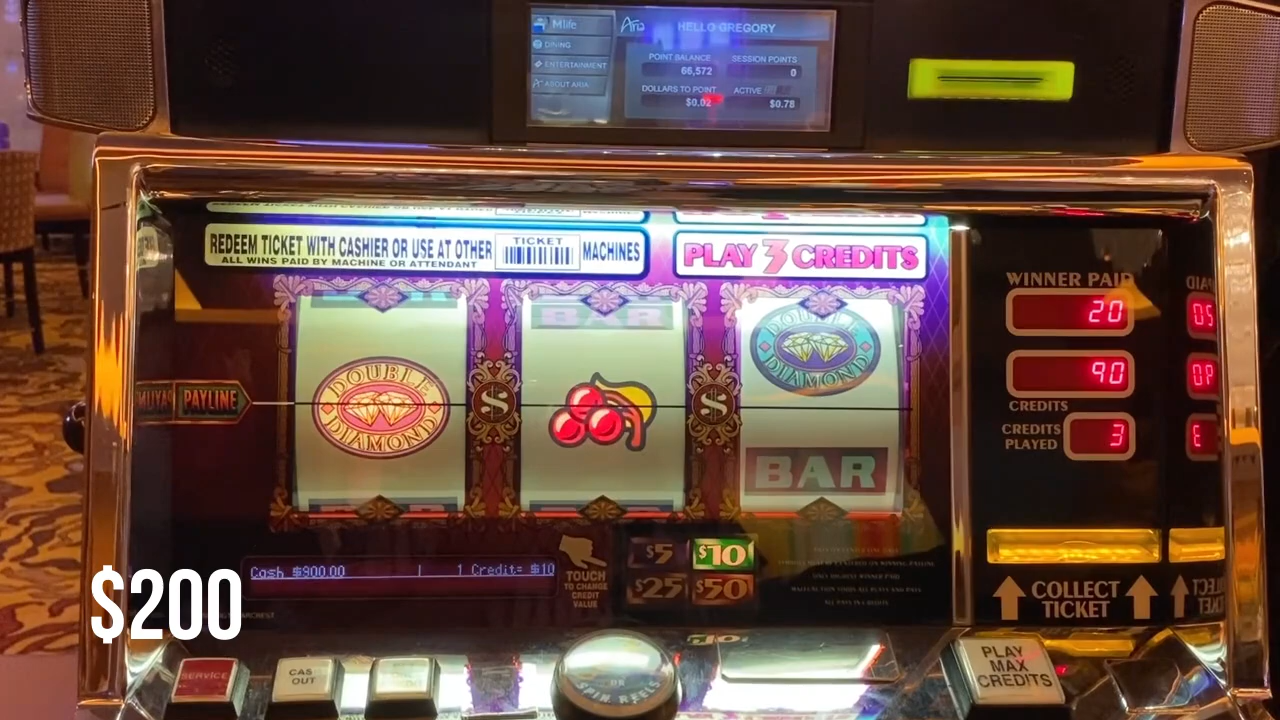 Mlife
Aria
HELLO GREGORY
DINING
ENTERTAINMENT
ABOUT ARIA
POINT BALANCE
SESSION POINTS
66,572
0
DOLLARS TO POINT
ACTIVE
$0.02
$0.78
REDEEM TICKET WITH CASHIER OR USE AT OTHER
TICKET
MACHINES
ALL WINS PAID BY MACHINE OR ATTENDANT
PLAY 3 CREDITS
WINNER PAID
20
BAR
DOUBLE
DIAMOND
DOUBLE
DIAMOND
PAYLINE
$
$
90
CREDITS
CREDITS
PLAYED
3
BAR
Cash $900.00 | 1 Credit= $10
TOUCH
TO CHANGE
CREDIT
VALUE
$5
$10
$25
$50
COLLECT
TICKET
$200
SERVICE
CAS
OUT
OR
SPIN REELS
PLAY
MAX
CREDITS